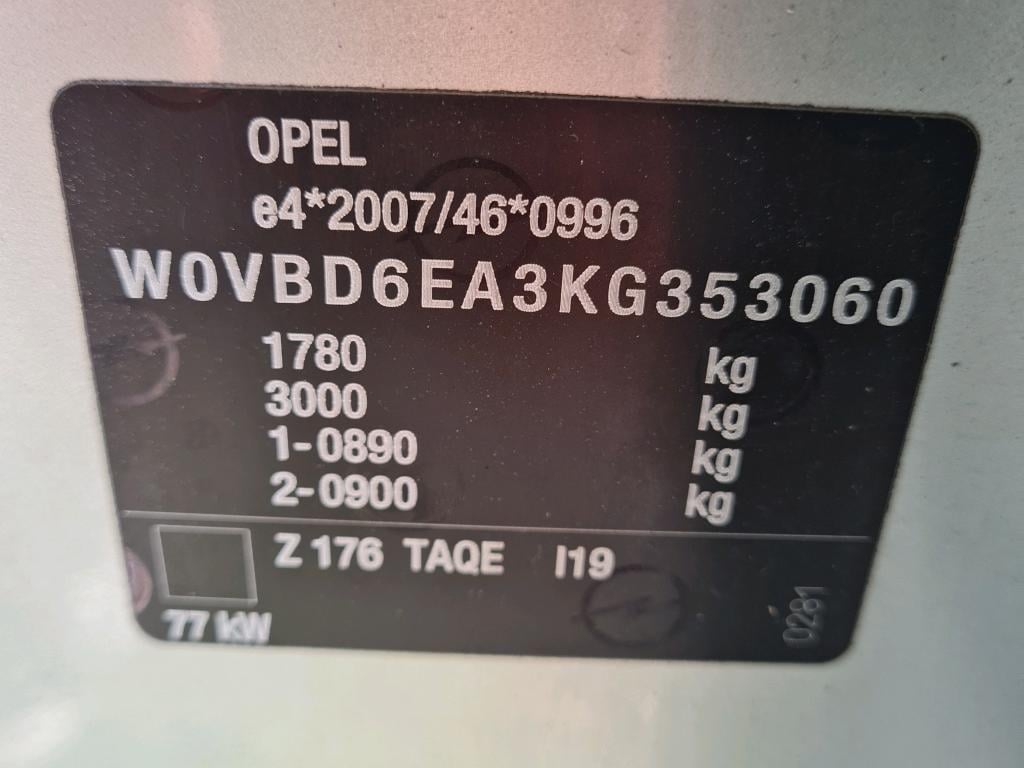 OPEL
e4*2007/46*0996
W0VBD6EA3KG353060
1780 kg
3000 kg
1-0890 kg
2-0900 kg
Z 176 TAQE I19
77 kW
0281